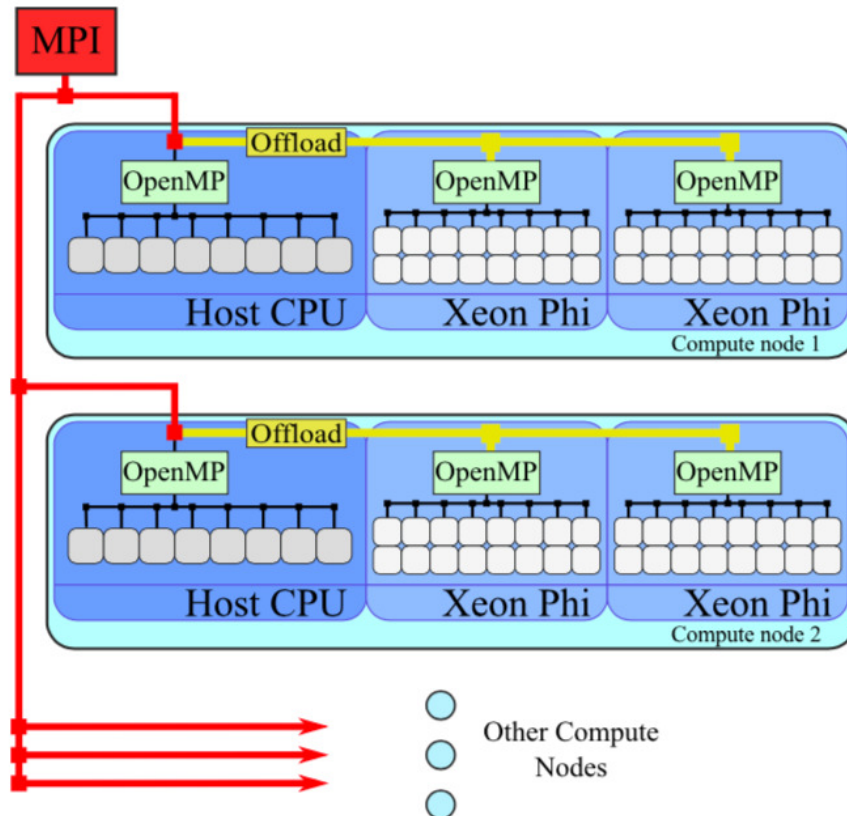 MPI
Offload
OpenMP OpenMP OpenMP
Host CPU Xeon Phi Xeon Phi
Compute node 1
Offload
OpenMP OpenMP OpenMP
Host CPU Xeon Phi Xeon Phi
Compute node 2
Other Compute
Nodes